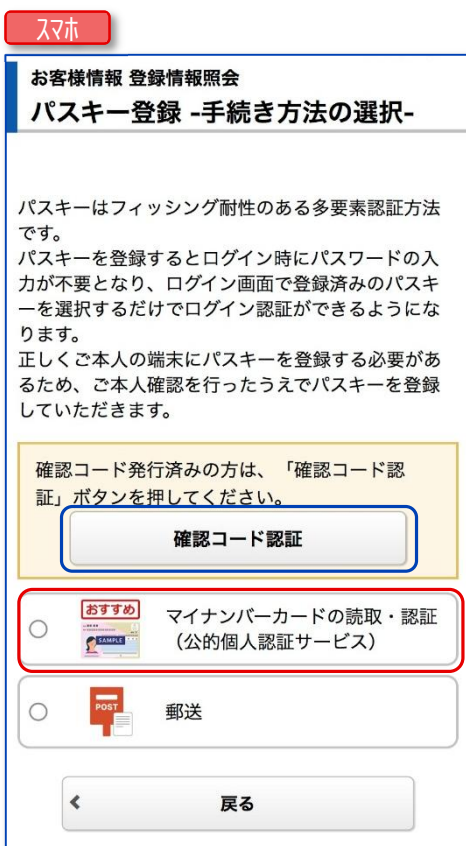 スマホ
お客様情報 登録情報照会
パスキー登録 -手続き方法の選択-
パスキーはフィッシング耐性のある多要素認証方法
です。
パスキーを登録するとログイン時にパスワードの入
力が不要となり、ログイン画面で登録済みのパスキ
ーを選択するだけでログイン認証ができるようにな
ります。
正しくご本人の端末にパスキーを登録する必要があ
るため、ご本人確認を行ったうえでパスキーを登録
していただきます。
確認コード発行済みの方は、「確認コード認
証」ボタンを押してください。
確認コード認証
おすすめ
SAMPLE
マイナンバーカードの読取・認証
（公的個人認証サービス）
POST
郵送
戻る